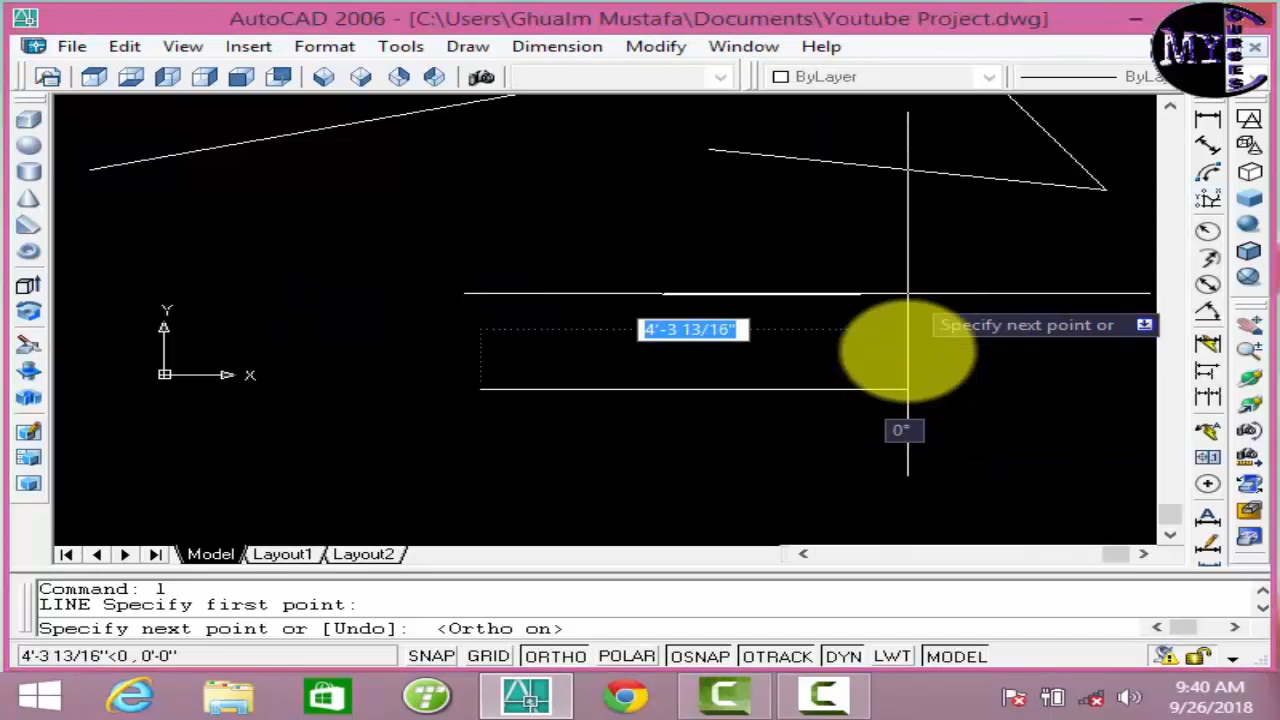 AutoCAD 2006 - [C:\Users\Ghualm Mustafa\Documents\Youtube Project.dwg]
File Edit View Insert Format Tools Draw Dimension Modify Window Help
MY
ByLayer
4'-3 13/16"
Specify next point or
0°
Y
X
Model Layout1 Layout2
Command: l
LINE Specify first point:
Specify next point or [Undo]: <Ortho on>
4'-3 13/16"<0 , 0'-0" SNAP GRID ORTHO POLAR OSNAP OTRACK DYN LWT MODEL
9:40 AM
9/26/2018